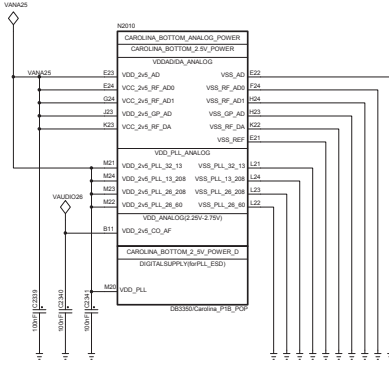 VANA25
N2010
CAROLINA_BOTTOM_ANALOG_POWER
CAROLINA_BOTTOM_2.5V_POWER
VDDAD/DA_ANALOG
VANA25
E23 VDD_2v5_AD VSS_AD E22
E24 VCC_2v5_RF_AD0 VSS_RF_AD0 F24
G24 VCC_2v5_RF_AD1 VSS_RF_AD1 H24
J23 VDD_2v5_GP_AD VSS_GP_AD H23
K23 VCC_2v5_RF_DA VSS_RF_DA K22
VSS_REF E21
VDD_PLL_ANALOG
M21 VDD_2v5_PLL_32_13 VSS_PLL_32_13 L21
M24 VDD_2v5_PLL_13_208 VSS_PLL_13_208 L24
M23 VDD_2v5_PLL_26_208 VSS_PLL_26_208 L23
M22 VDD_2v5_PLL_26_60 VSS_PLL_26_60 L22
VAUDIO26
VDD_ANALOG(2.25V-2.75V)
B11 VDD_2v5_CO_AF
CAROLINA_BOTTOM_2_5V_POWER_D
DIGITALSUPPLY(forPLL_ESD)
M20 VDD_PLL
C2339 100nF
C2340 100nF
C2341 100nF
DB3350/Carolina_P1B_POP